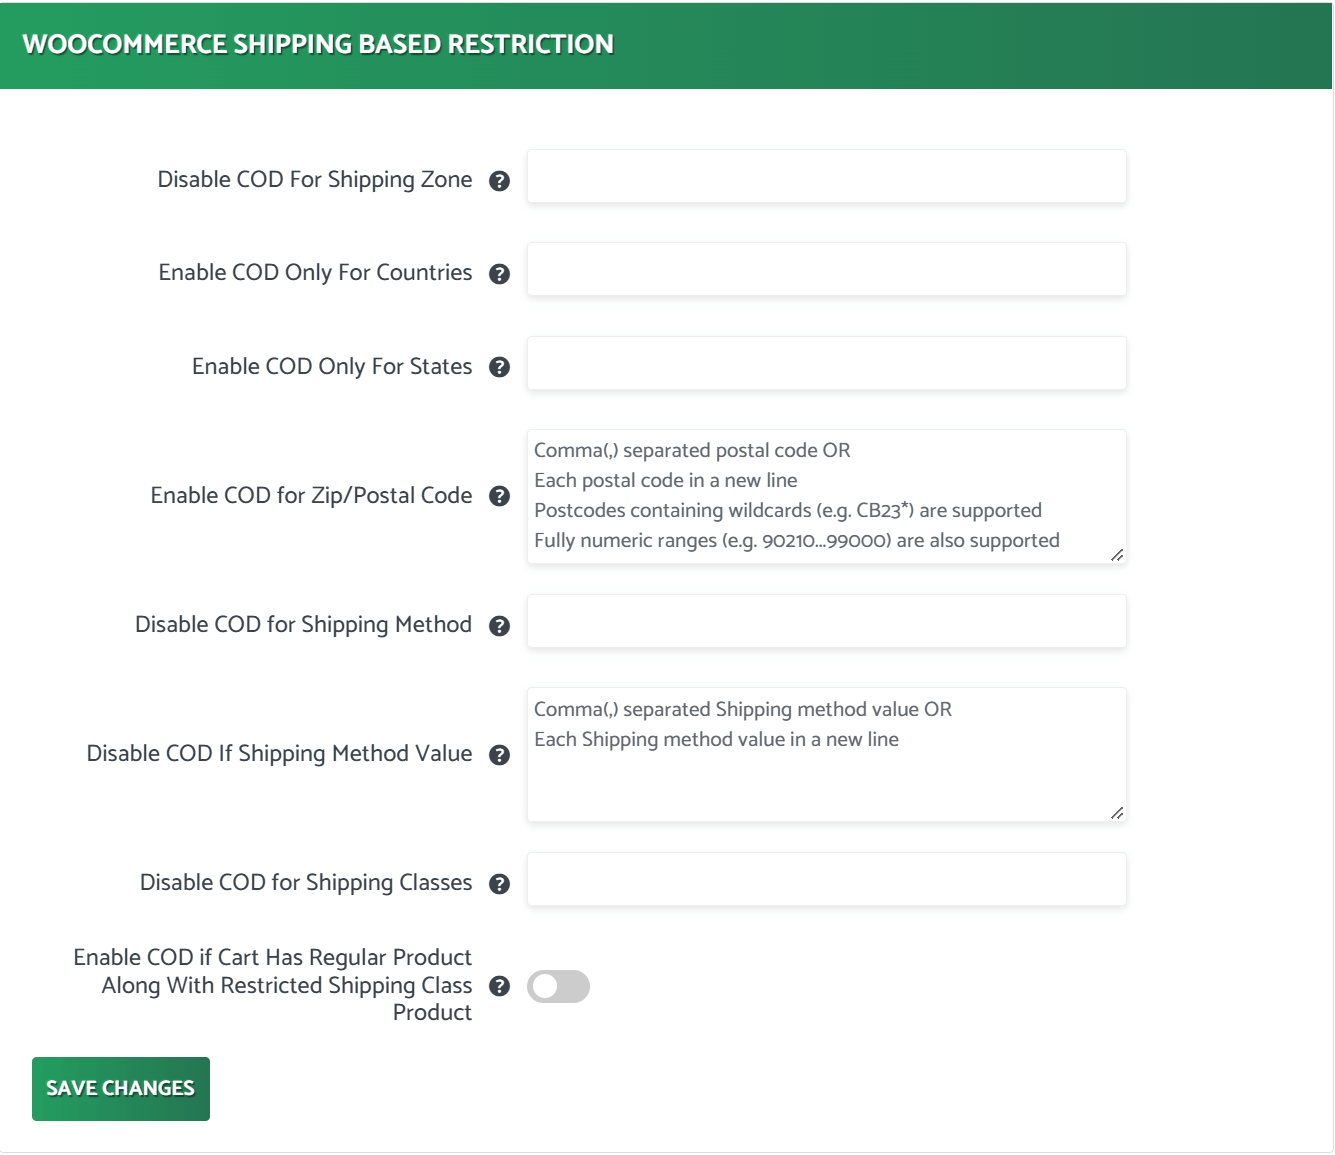 WOOCOMMERCE SHIPPING BASED RESTRICTION
Disable COD For Shipping Zone ?
Enable COD Only For Countries ?
Enable COD Only For States ?
Enable COD for Zip/Postal Code ?
Comma(,) separated postal code OR
Each postal code in a new line
Postcodes containing wildcards (e.g. CB23*) are supported
Fully numeric ranges (e.g. 90210...99000) are also supported
Disable COD for Shipping Method ?
Disable COD If Shipping Method Value ?
Comma(,) separated Shipping method value OR
Each Shipping method value in a new line
Disable COD for Shipping Classes ?
Enable COD if Cart Has Regular Product
Along With Restricted Shipping Class ?
Product
SAVE CHANGES